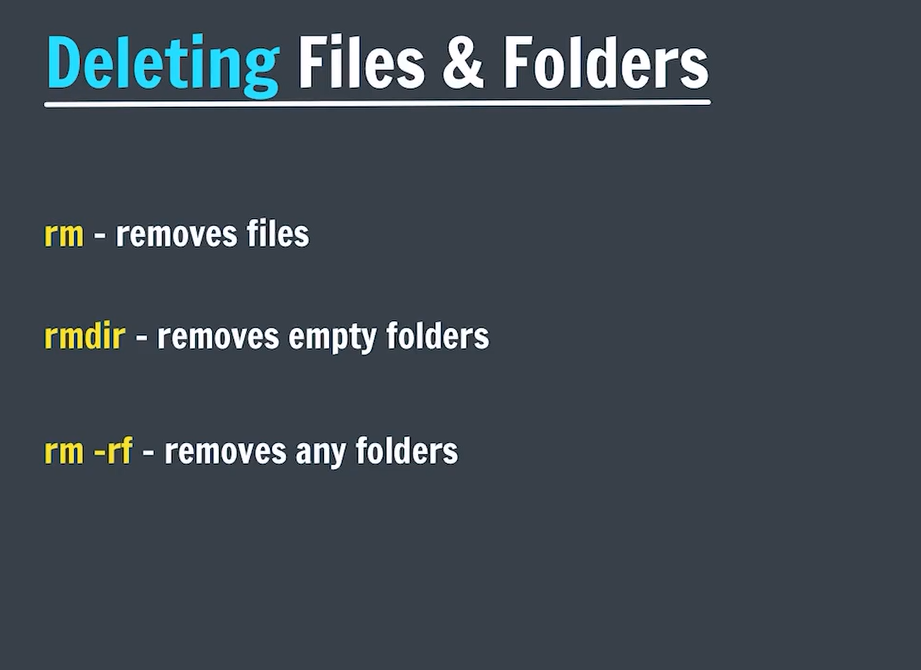 Deleting Files & Folders
rm - removes files
rmdir - removes empty folders
rm -rf - removes any folders